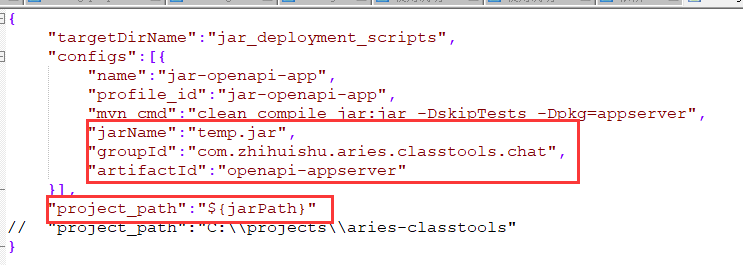 {
"targetDirName":"jar_deployment_scripts",
"configs":[{
"name":"jar-openapi-app",
"profile_id":"jar-openapi-app",
"mvn_cmd":"clean compile jar:jar -DskipTests -Dpkg=appserver",
"jarName":"temp.jar",
"groupId":"com.zhihuishu.aries.classtools.chat",
"artifactId":"openapi-appserver"
}],
"project_path":"${jarPath}"
// "project_path":"C:\\projects\\aries-classtools"
}